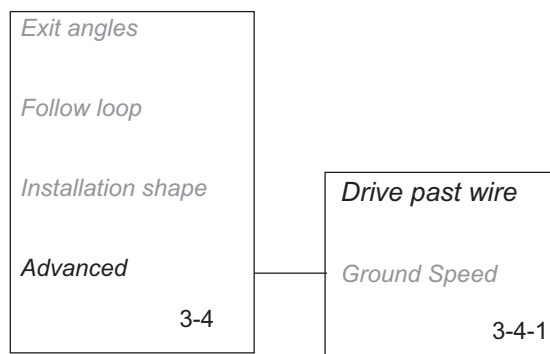 Exit angles
Follow loop
Installation shape
Advanced
3-4
Drive past wire
Ground Speed
3-4-1